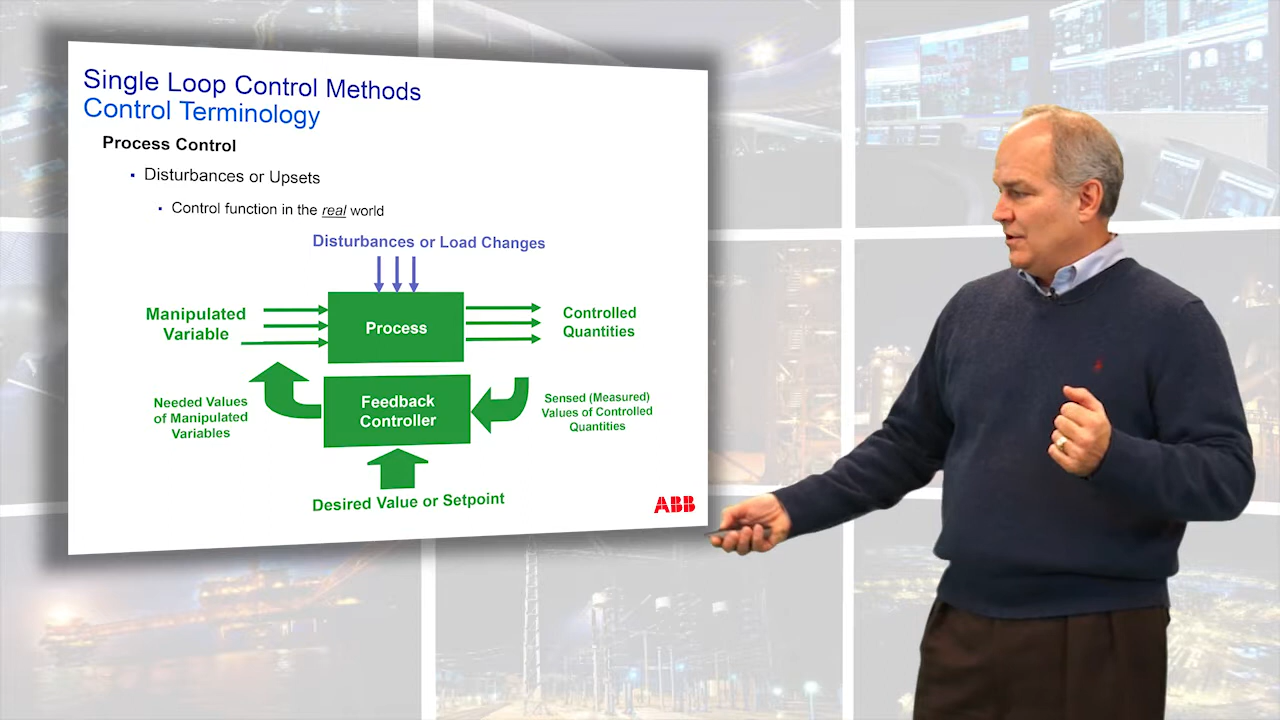 Single Loop Control Methods
Control Terminology
Process Control
▪ Disturbances or Upsets
▪ Control function in the real world
Disturbances or Load Changes
Manipulated
Variable
Process
Controlled
Quantities
Needed Values
of Manipulated
Variables
Feedback
Controller
Sensed (Measured)
Values of Controlled
Quantities
Desired Value or Setpoint
ABB